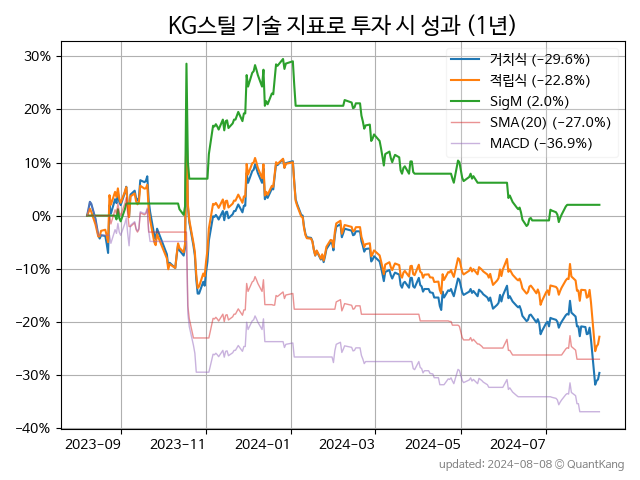 KG스틸 기술 지표로 투자 시 성과 (1년)
30%
20%
10%
0%
−10%
−20%
−30%
−40%
거치식 (−29.6%)
적립식 (−22.8%)
SigM (2.0%)
SMA(20) (−27.0%)
MACD (−36.9%)
2023-09
2023-11
2024-01
2024-03
2024-05
2024-07
updated: 2024-08-08 © QuantKang